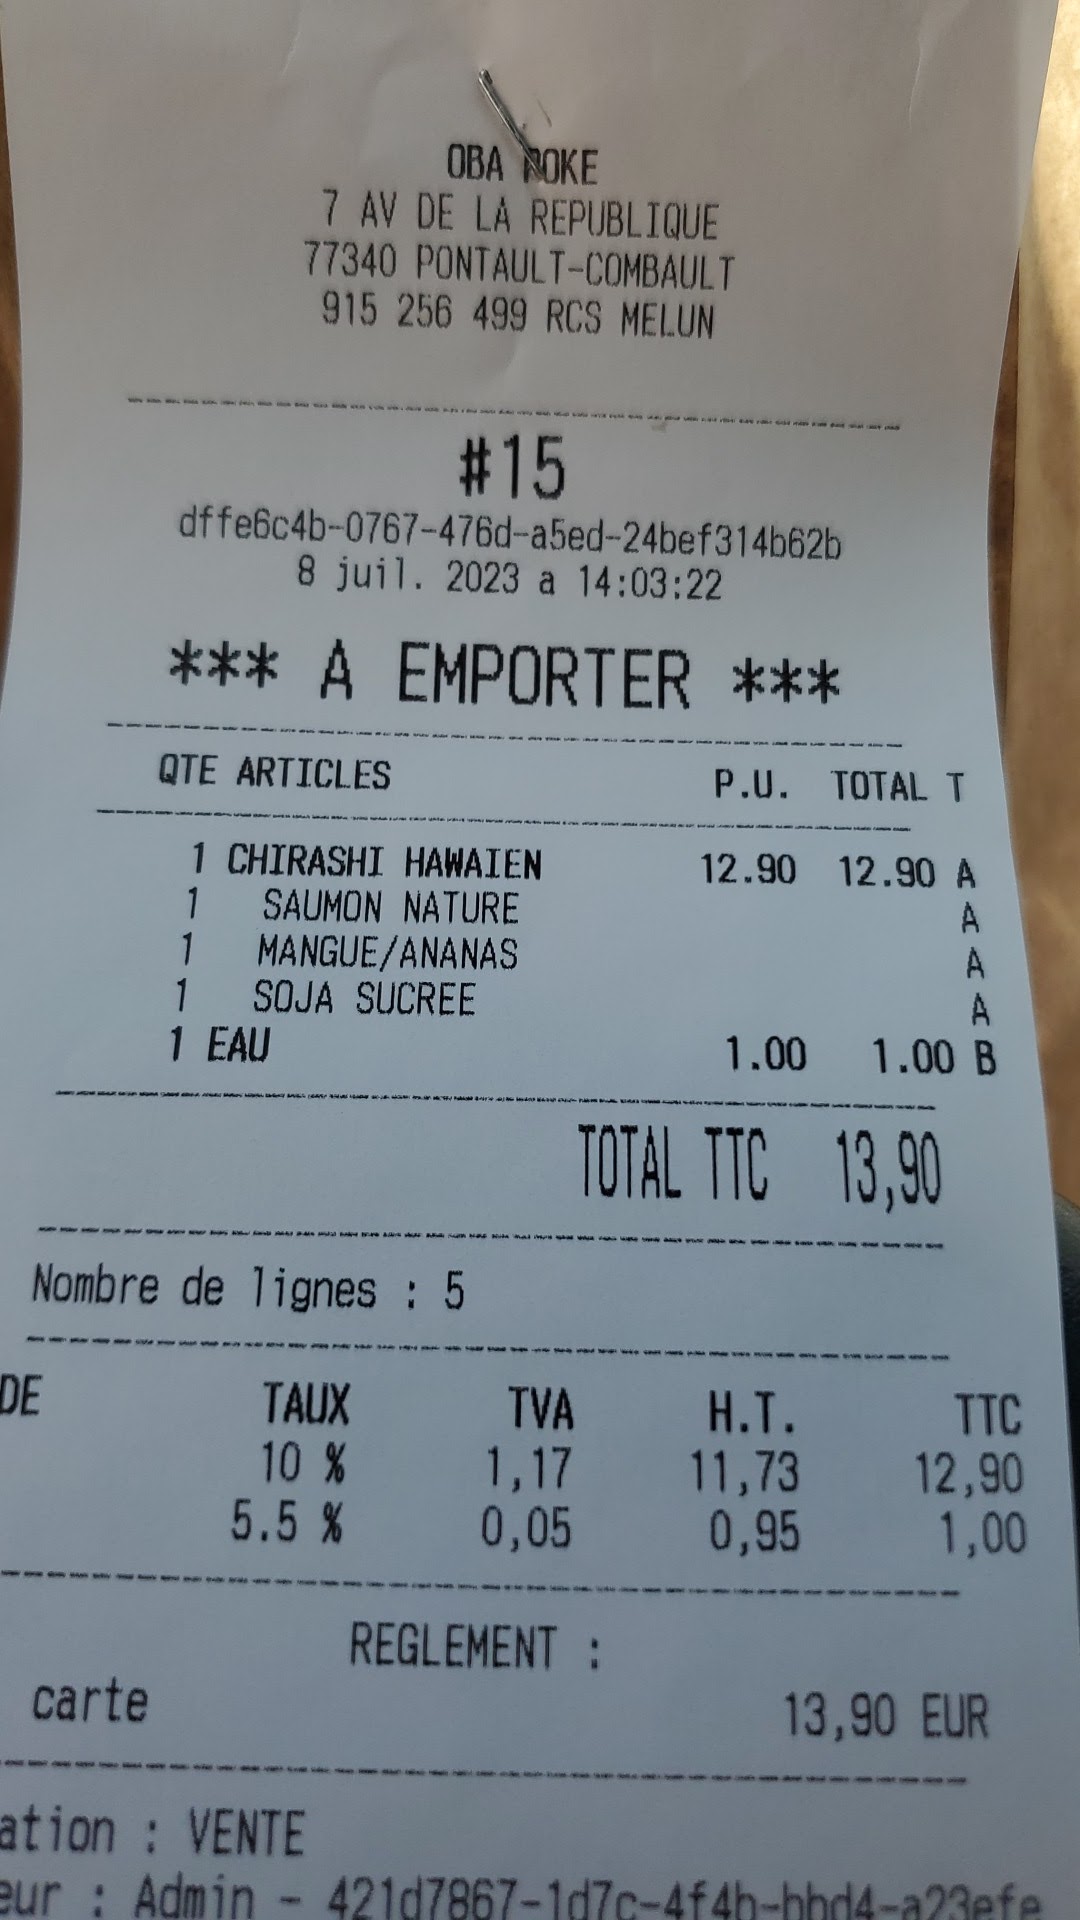 OBA POKE
7 AV DE LA REPUBLIQUE
77340 PONTAULT-COMBAULT
915 256 499 RCS MELUN
#15
dffe6c4b-0767-476d-a5ed-24bef314b62b
8 juil. 2023 a 14:03:22
*** A EMPORTER ***
QTE ARTICLES P.U. TOTAL T
1 CHIRASHI HAWAIEN 12.90 12.90 A
1 SAUMON NATURE A
1 MANGUE/ANANAS A
1 SOJA SUCREE A
1 EAU 1.00 1.00 B
TOTAL TTC 13,90
Nombre de lignes : 5
DE TAUX TVA H.T. TTC
10 % 1,17 11,73 12,90
5.5 % 0,05 0,95 1,00
REGLEMENT :
carte 13,90 EUR
ation : VENTE
eur : Admin - 421d7867-1d7c-4f4b-bbd4-a23efe